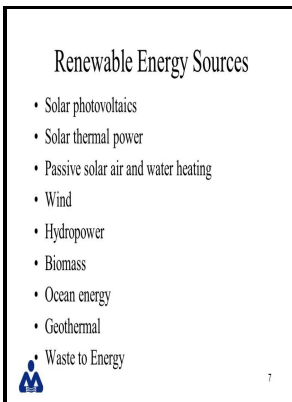 Renewable Energy Sources
• Solar photovoltaics
• Solar thermal power
• Passive solar air and water heating
• Wind
• Hydropower
• Biomass
• Ocean energy
• Geothermal
• Waste to Energy
7